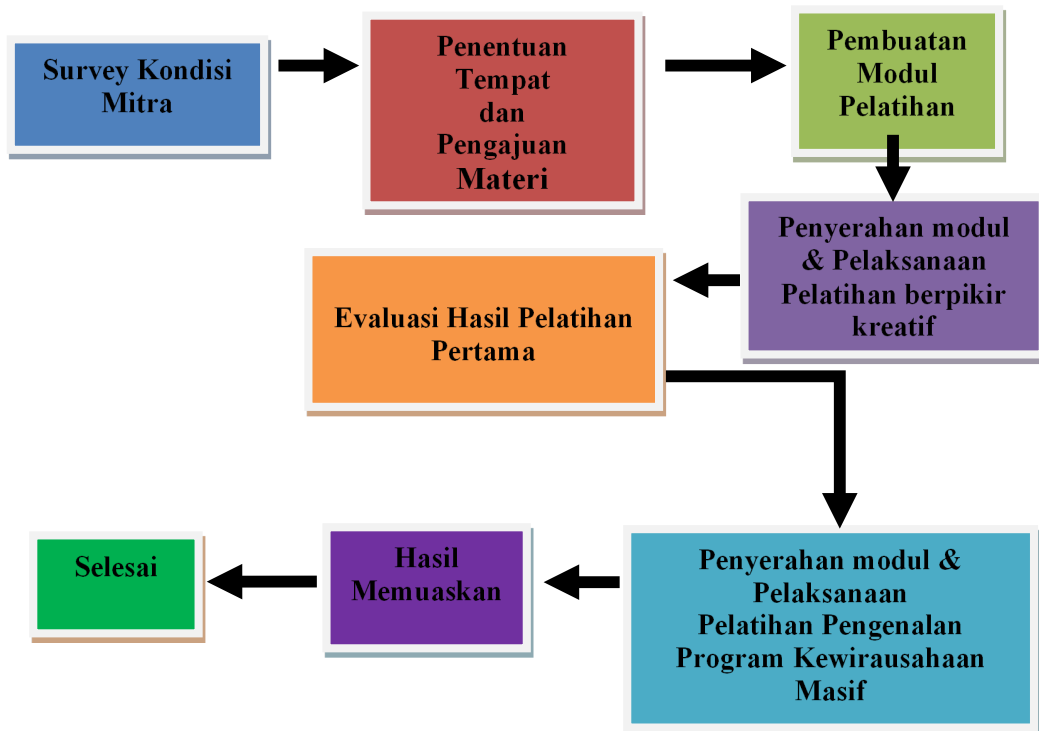 Survey Kondisi
Mitra
Penentuan
Tempat
dan
Pengajuan
Materi
Pembuatan
Modul
Pelatihan
Penyerahan modul
& Pelaksanaan
Pelatihan berpikir
kreatif
Evaluasi Hasil Pelatihan
Pertama
Penyerahan modul &
Pelaksanaan
Pelatihan Pengenalan
Program Kewirausahaan
Masif
Hasil
Memuaskan
Selesai